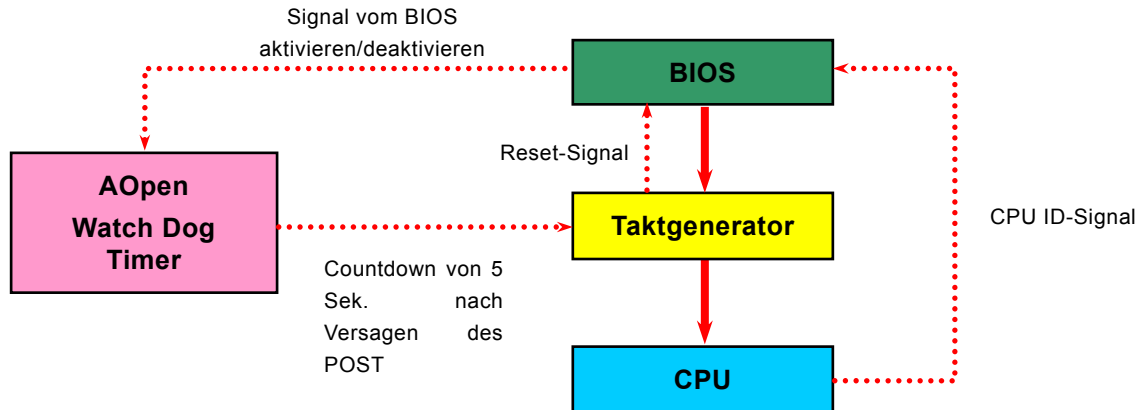 Signal vom BIOS
aktivieren/deaktivieren
BIOS
Reset-Signal
AOpen
Watch Dog
Timer
Taktgenerator
CPU ID-Signal
Countdown von 5
Sek. nach
Versagen des
POST
CPU